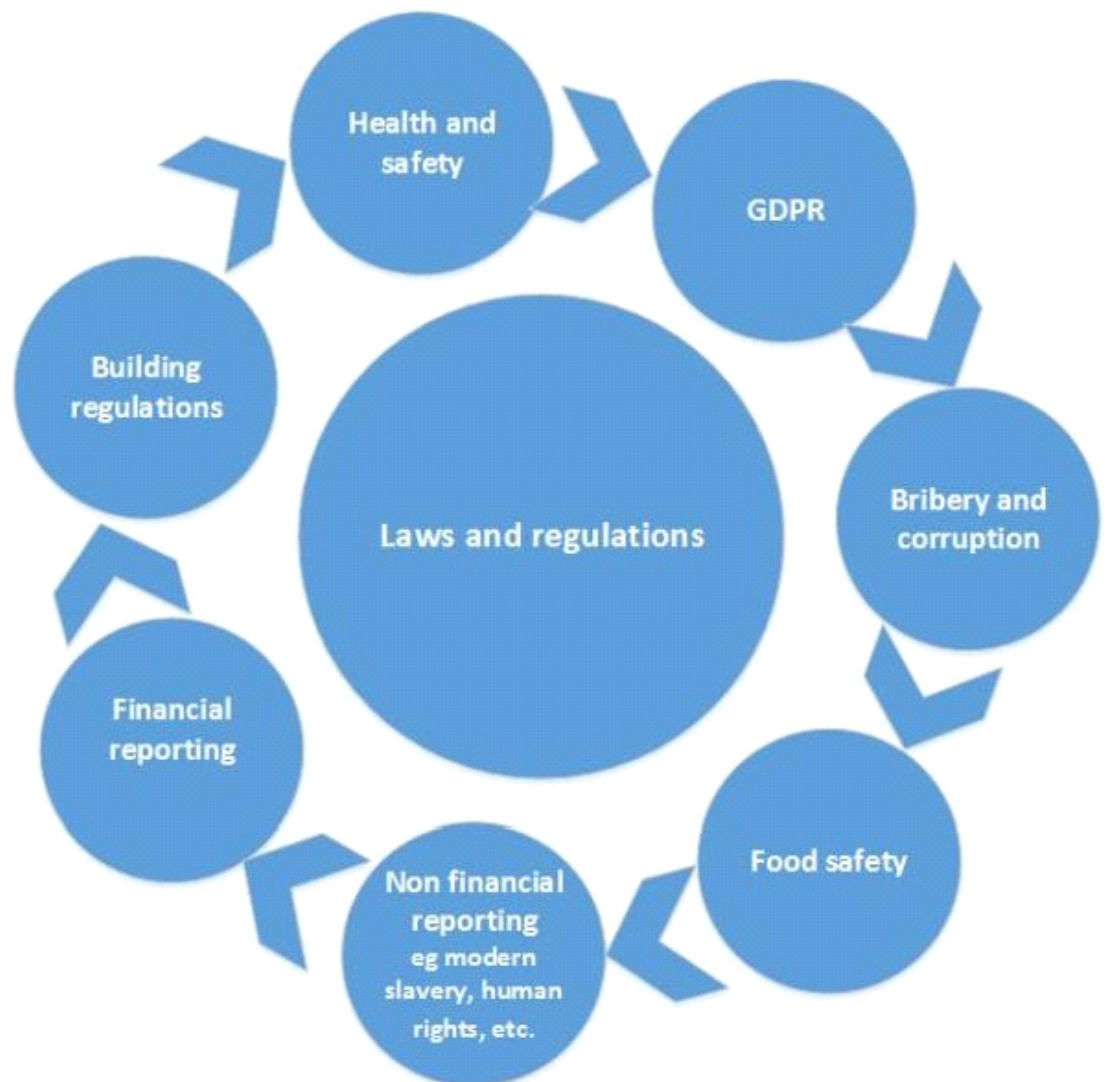 Health and
safety
GDPR
Bribery and
corruption
Food safety
Non financial
reporting
eg modern
slavery, human
rights, etc.
Financial
reporting
Building
regulations
Laws and regulations